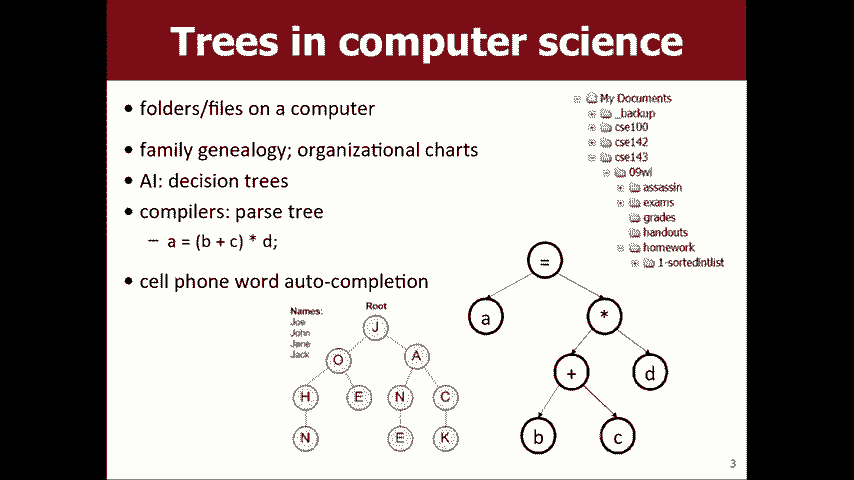 Trees in computer science
• folders/files on a computer
• family genealogy; organizational charts
• AI: decision trees
• compilers: parse tree
– a = (b + c) * d;
• cell phone word auto-completion
My Documents
_backup
cse100
cse142
cse143
09wi
assassin
exams
grades
handouts
homework
1-sortedintlist
Names:
Joe
John
Jane
Jack
Root
J
O A
H E N C
N E K
=
a *
+ d
b c
3